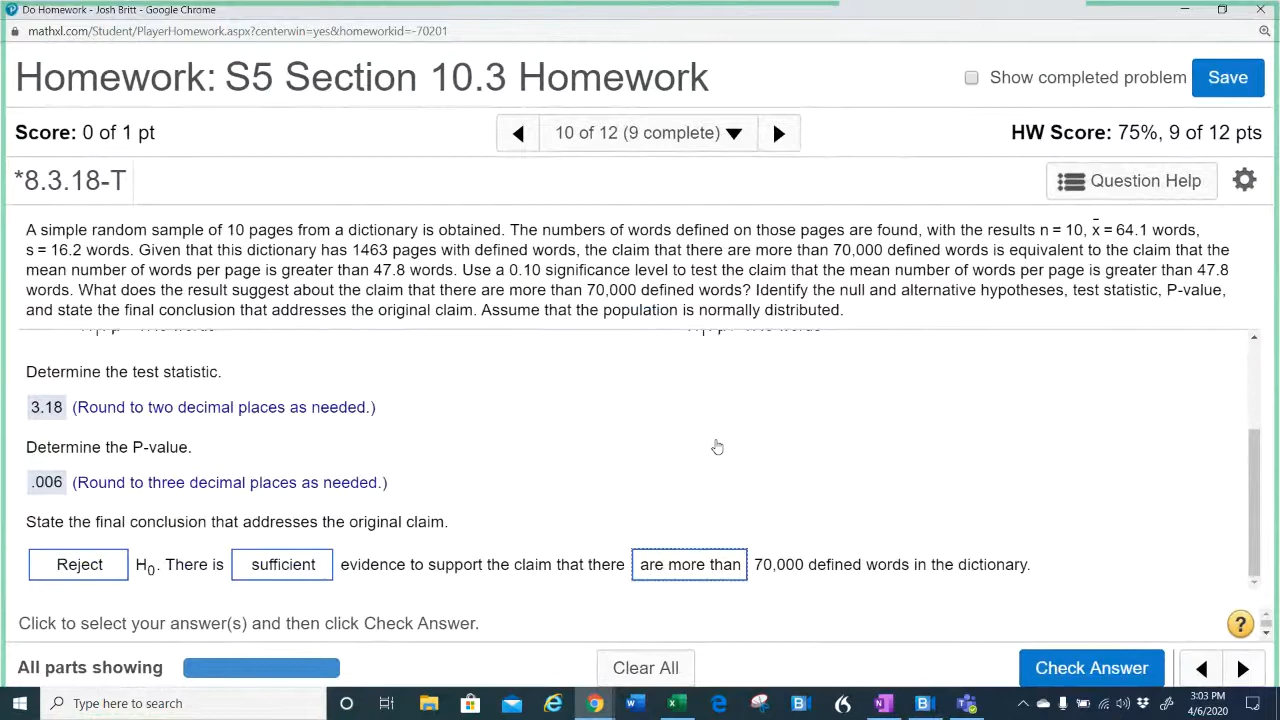 Do Homework - Josh Britt - Google Chrome
mathxl.com/Student/PlayerHomework.aspx?centerwin=yes&homeworkid=-70201
Homework: S5 Section 10.3 Homework
Show completed problem
Save
Score: 0 of 1 pt
10 of 12 (9 complete)
HW Score: 75%, 9 of 12 pts
*8.3.18-T
Question Help
A simple random sample of 10 pages from a dictionary is obtained. The numbers of words defined on those pages are found, with the results n = 10, x̄ = 64.1 words,
s = 16.2 words. Given that this dictionary has 1463 pages with defined words, the claim that there are more than 70,000 defined words is equivalent to the claim that the
mean number of words per page is greater than 47.8 words. Use a 0.10 significance level to test the claim that the mean number of words per page is greater than 47.8
words. What does the result suggest about the claim that there are more than 70,000 defined words? Identify the null and alternative hypotheses, test statistic, P-value,
and state the final conclusion that addresses the original claim. Assume that the population is normally distributed.
Determine the test statistic.
3.18 (Round to two decimal places as needed.)
Determine the P-value.
.006 (Round to three decimal places as needed.)
State the final conclusion that addresses the original claim.
Reject H0. There is sufficient evidence to support the claim that there are more than 70,000 defined words in the dictionary.
Click to select your answer(s) and then click Check Answer.
?
All parts showing
Clear All
Check Answer
Type here to search
3:03 PM
4/6/2020